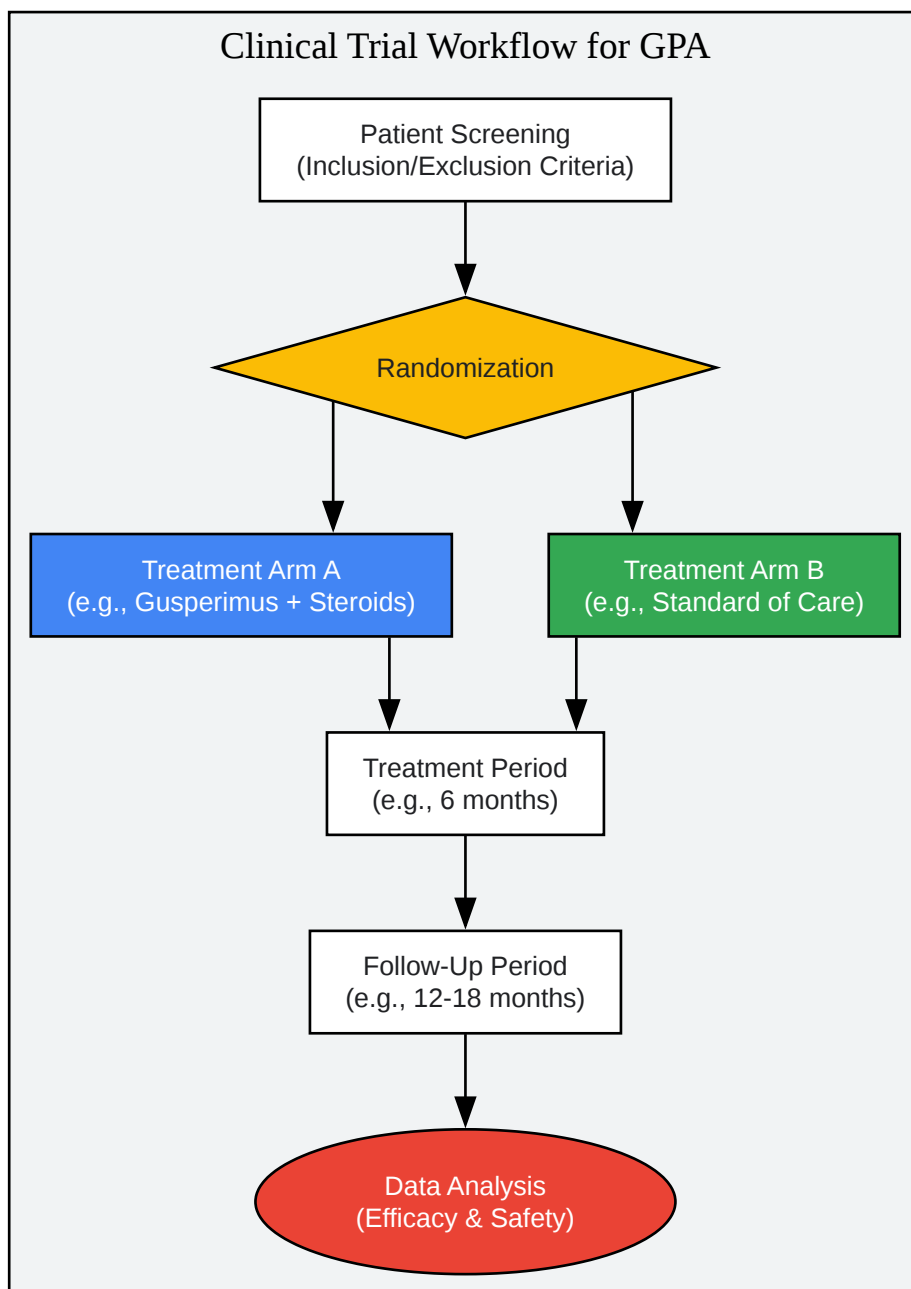 Clinical Trial Workflow for GPA
Patient Screening
(Inclusion/Exclusion Criteria)
Randomization
Treatment Arm A
(e.g., Gusperimus + Steroids)
Treatment Arm B
(e.g., Standard of Care)
Treatment Period
(e.g., 6 months)
Follow-Up Period
(e.g., 12-18 months)
Data Analysis
(Efficacy & Safety)